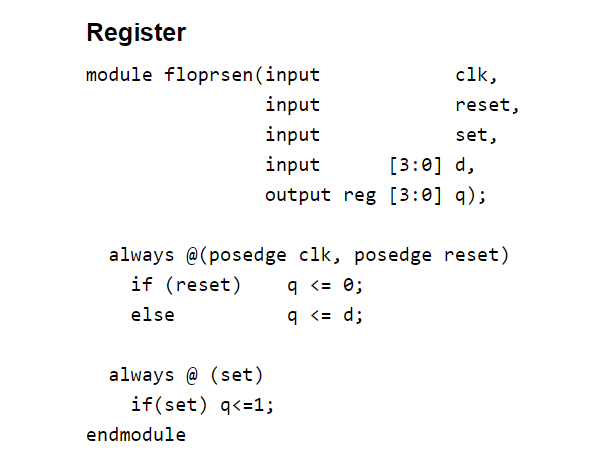 Register
module floprsen(input clk,
input reset,
input set,
input [3:0] d,
output reg [3:0] q);
always @(posedge clk, posedge reset)
if (reset) q <= 0;
else q <= d;
always @ (set)
if(set) q<=1;
endmodule